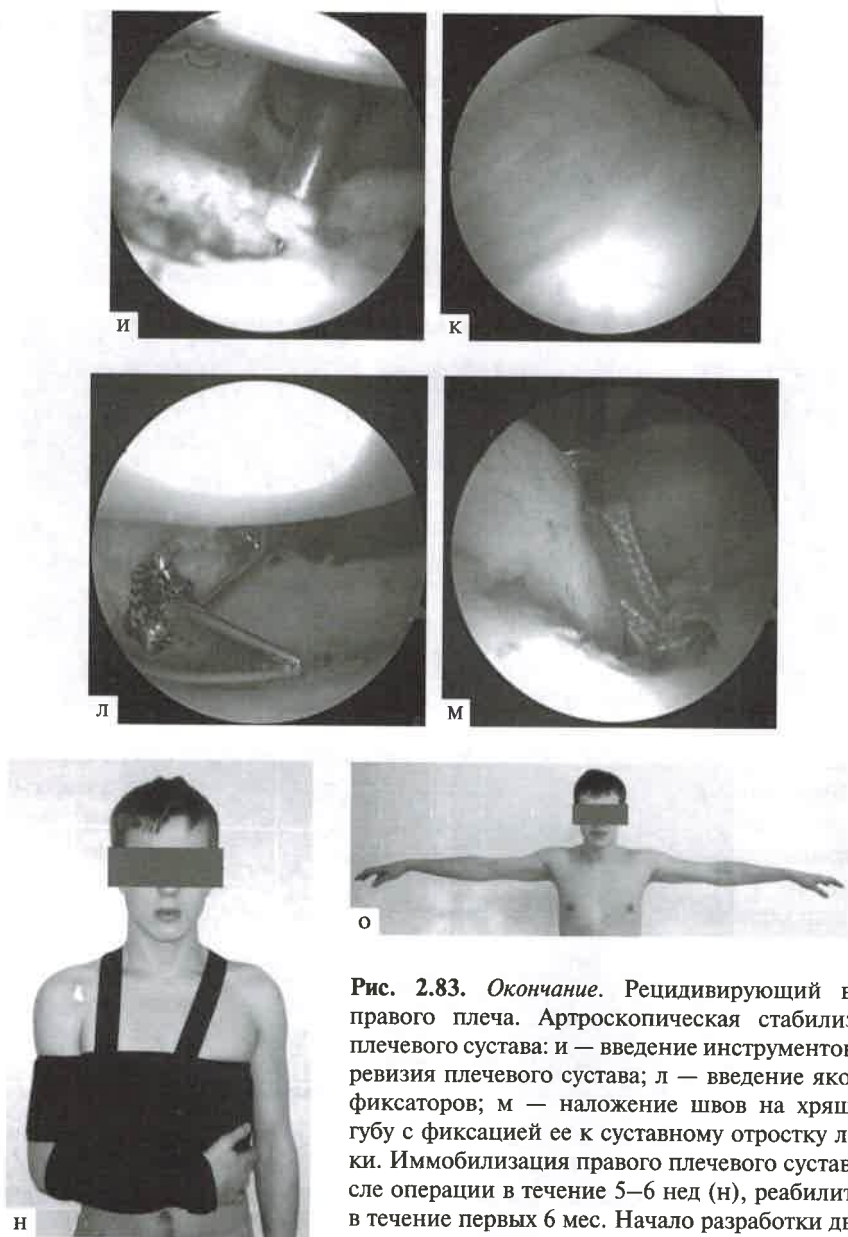 и
к
л
м
н
о
Рис. 2.83. Окончание. Рецидивирующий в
правого плеча. Артроскопическая стабилиз
плечевого сустава: и — введение инструментов
ревизия плечевого сустава; л — введение яко
фиксаторов; м — наложение швов на хрящ
губу с фиксацией ее к суставному отростку л
ки. Иммобилизация правого плечевого сустав
сле операции в течение 5–6 нед (н), реабилит
в течение первых 6 мес. Начало разработки дв